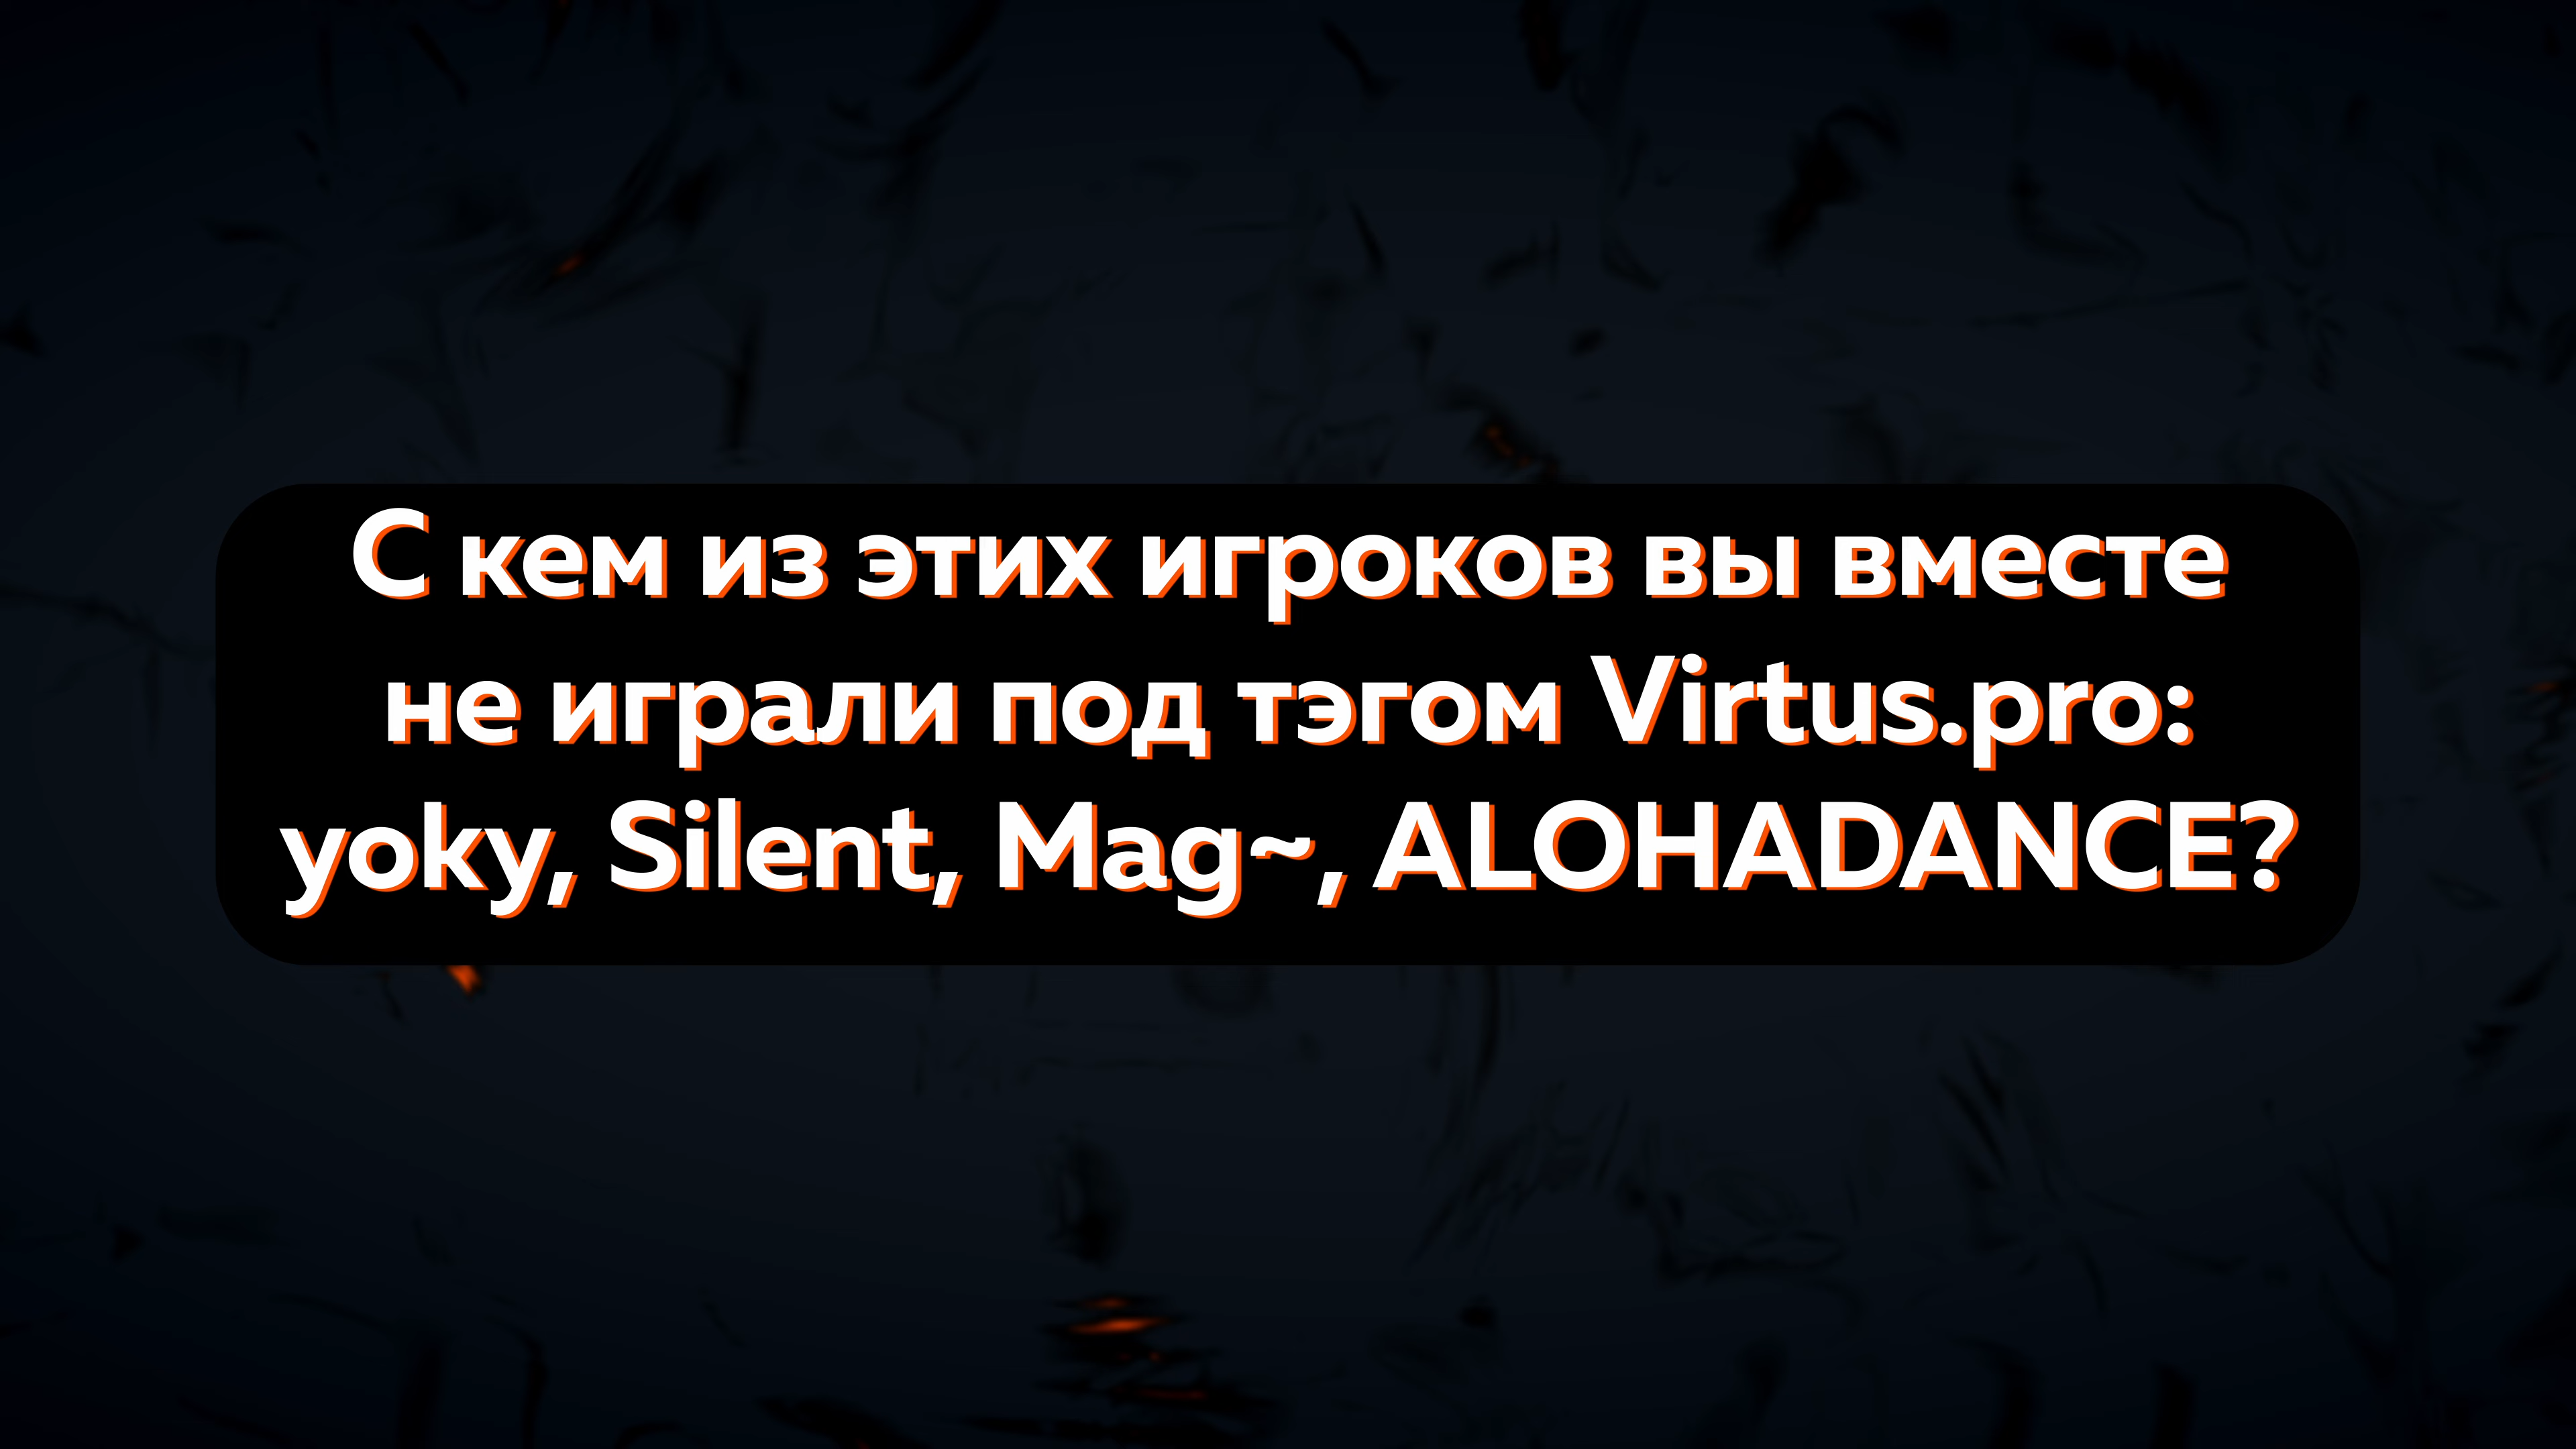 С кем из этих игроков вы вместе
не играли под тэгом Virtus.pro:
yoky, Silent, Mag~, ALOHADANCE?